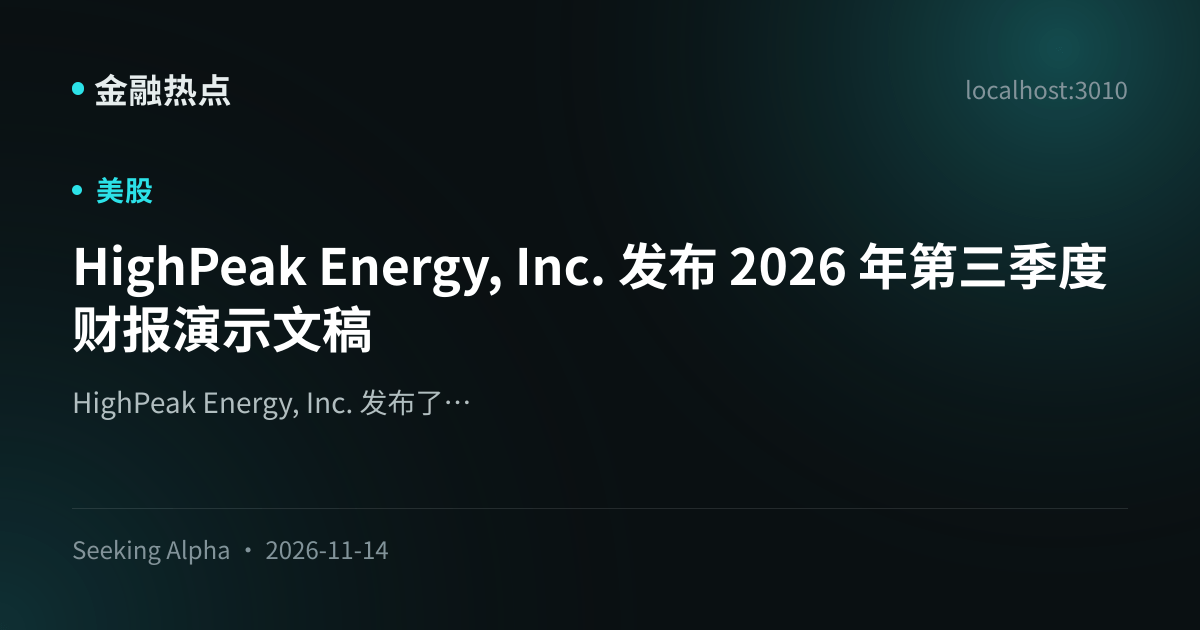 金融热点
localhost:3010
美股
HighPeak Energy, Inc. 发布 2026 年第三季度
财报演示文稿
HighPeak Energy, Inc. 发布了…
Seeking Alpha · 2026-11-14